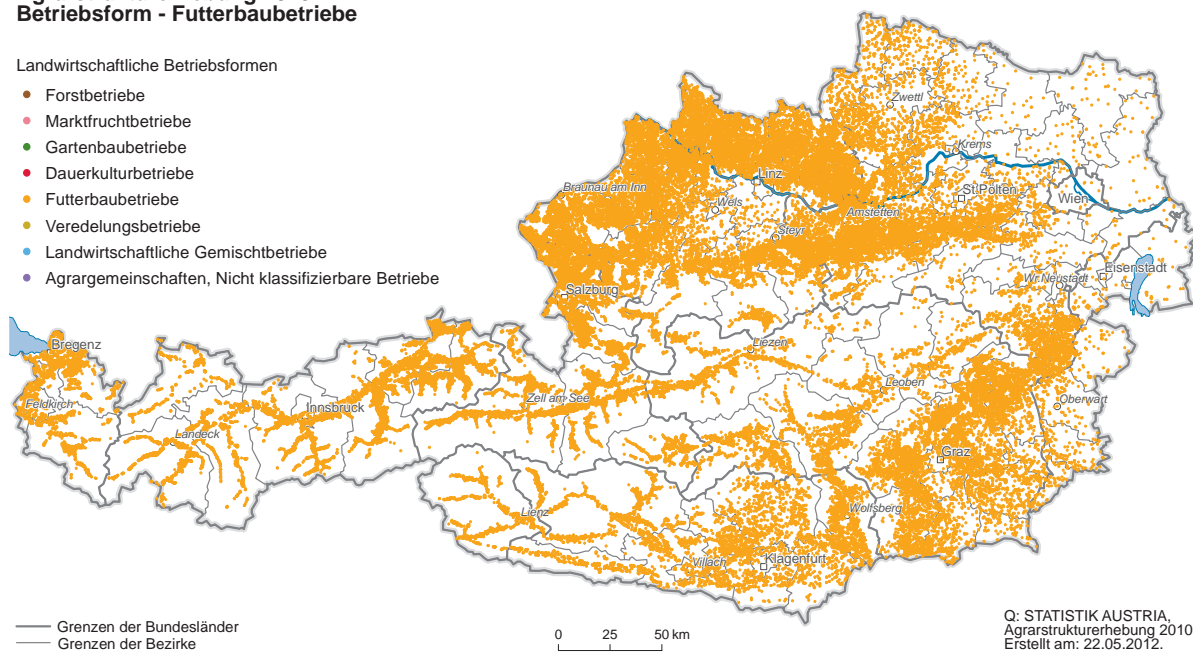 Betriebsform - Futterbaubetriebe
Landwirtschaftliche Betriebsformen
Forstbetriebe
Marktfruchtbetriebe
Gartenbaubetriebe
Dauerkulturbetriebe
Futterbaubetriebe
Veredelungsbetriebe
Landwirtschaftliche Gemischtbetriebe
Agrargemeinschaften, Nicht klassifizierbare Betriebe
Zwettl
Krems
Linz
Braunau am Inn
St.Pölten
Wien
Wels
Amstetten
Steyr
Eisenstadt
Wr.Neustadt
Salzburg
Bregenz
Liezen
Leoben
Zell am See
Feldkirch
Innsbruck
Oberwart
Landeck
Graz
Lienz
Wolfsberg
Villach
Klagenfurt
Grenzen der Bundesländer
Grenzen der Bezirke
0 25 50 km
Q: STATISTIK AUSTRIA,
Agrarstrukturerhebung 2010
Erstellt am: 22.05.2012.